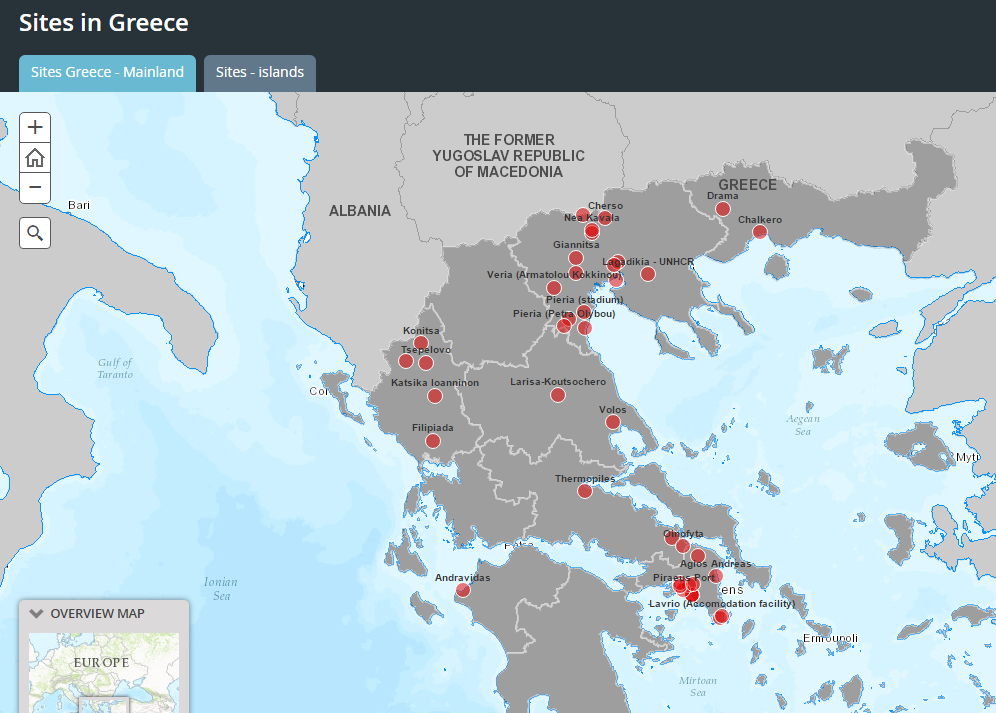 Sites in Greece
Sites Greece - Mainland
Sites - islands
THE FORMER
YUGOSLAV REPUBLIC
OF MACEDONIA
GREECE
Drama
Bari
ALBANIA
Cherso
Nea Kavala
Chalkero
Giannitsa
Lagadikia - UNHCR
Veria (Armatolou Kokkinou)
Pieria (stadium)
Pieria (Petra Olybou)
Konitsa
Tsepelovo
Gulf of
Taranto
Katsika Ioanninon
Larisa-Koutsochero
Cor
Volos
Aegean
Sea
Filipiada
Myti
Thermopiles
Oinofyta
Agios Andreas
Andravidas
Piraeus Port
Ionian
Sea
ens
Lavrio (Accomodation facility)
OVERVIEW MAP
Ermoupoli
EUROPE
Mirtoan
Sea